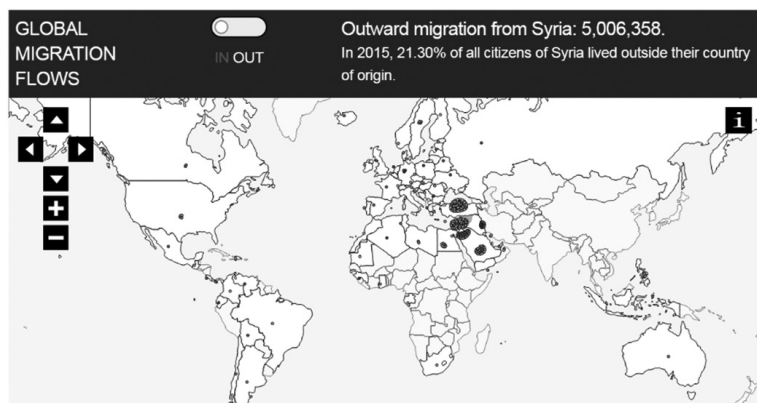 GLOBAL
MIGRATION
FLOWS
IN OUT
Outward migration from Syria: 5,006,358.
In 2015, 21.30% of all citizens of Syria lived outside their country
of origin.
i